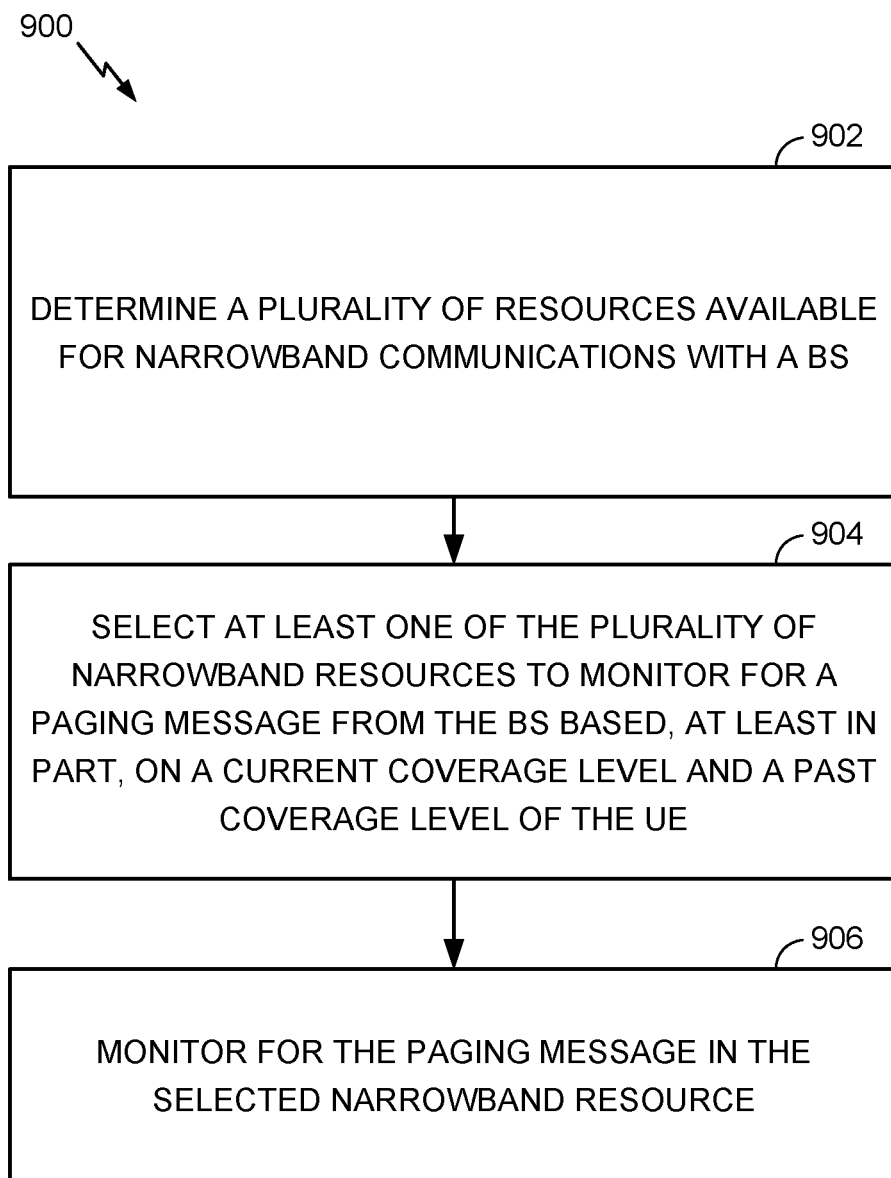 900
902
DETERMINE A PLURALITY OF RESOURCES AVAILABLE
FOR NARROWBAND COMMUNICATIONS WITH A BS
904
SELECT AT LEAST ONE OF THE PLURALITY OF
NARROWBAND RESOURCES TO MONITOR FOR A
PAGING MESSAGE FROM THE BS BASED, AT LEAST IN
PART, ON A CURRENT COVERAGE LEVEL AND A PAST
COVERAGE LEVEL OF THE UE
906
MONITOR FOR THE PAGING MESSAGE IN THE
SELECTED NARROWBAND RESOURCE